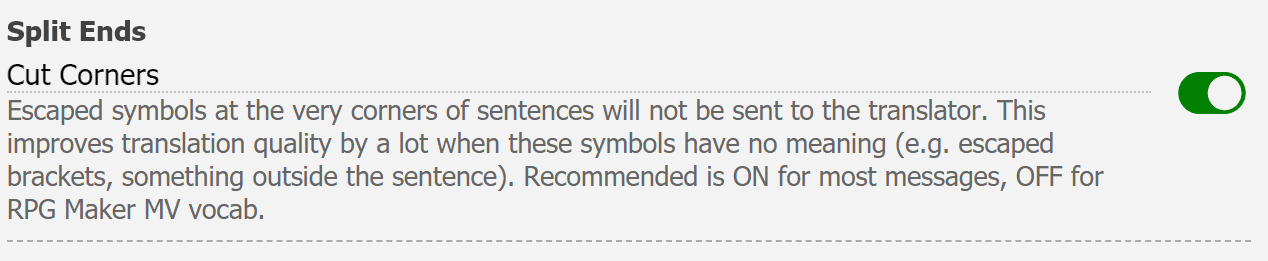 Split Ends
Cut Corners
Escaped symbols at the very corners of sentences will not be sent to the translator. This
improves translation quality by a lot when these symbols have no meaning (e.g. escaped
brackets, something outside the sentence). Recommended is ON for most messages, OFF for
RPG Maker MV vocab.